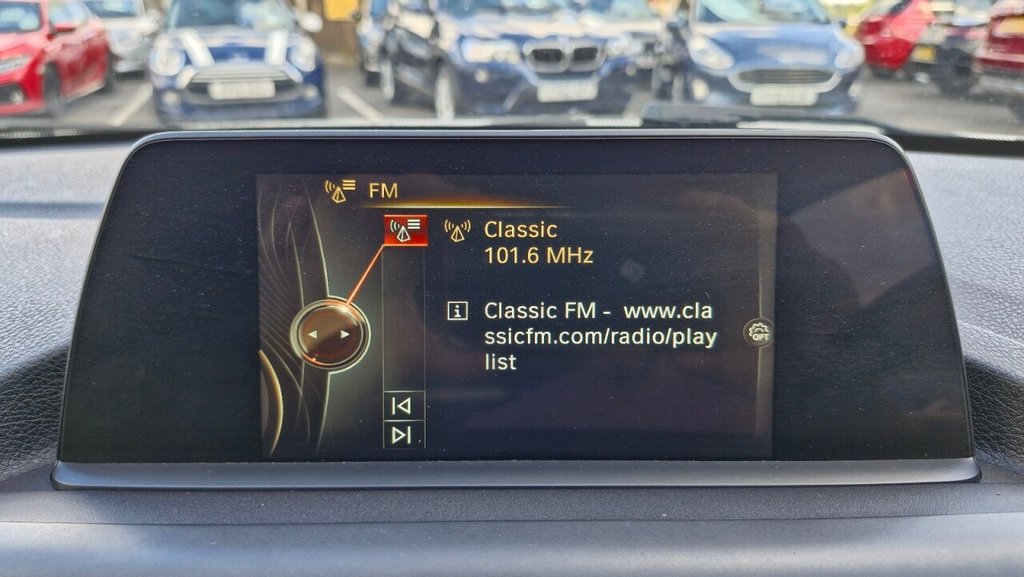 FM
Classic
101.6 MHz
Classic FM - www.cla
ssicfm.com/radio/play
list
OPT